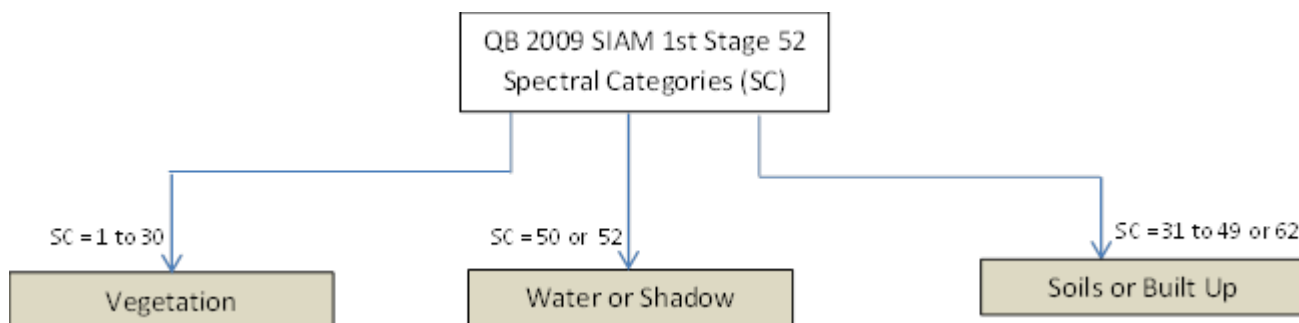 QB 2009 SIAM 1st Stage 52
Spectral Categories (SC)
SC = 1 to 30
SC = 50 or 52
SC = 31 to 49 or 62
Vegetation
Water or Shadow
Soils or Built Up